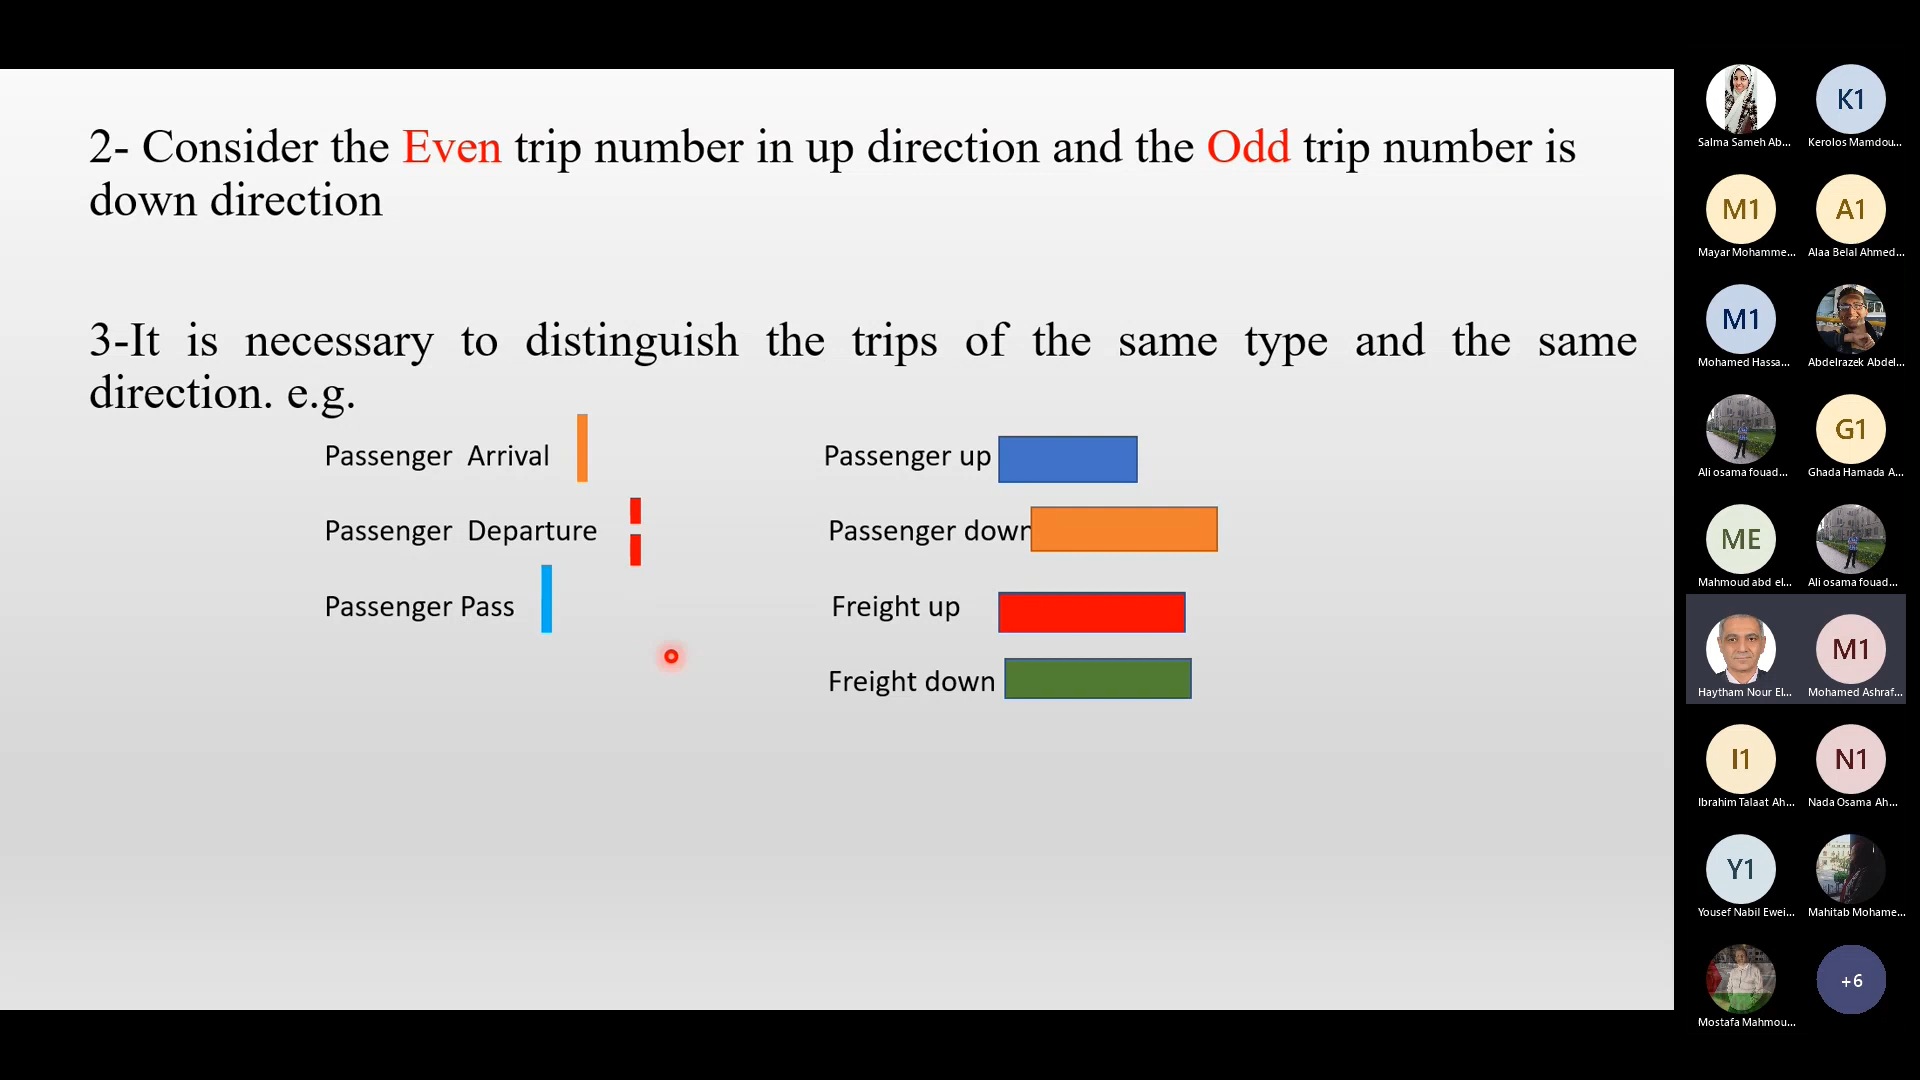 2- Consider the Even trip number in up direction and the Odd trip number is
down direction
3-It is necessary to distinguish the trips of the same type and the same
direction. e.g.
Passenger Arrival
Passenger Departure
Passenger Pass
Passenger up
Passenger down
Freight up
Freight down
Salma Sameh Ab...
K1
Kerolos Mamdou...
M1
Mayar Mohamme...
A1
Alaa Belal Ahmed...
M1
Mohamed Hassa...
Abdelrazek Abdel...
Ali osama fouad...
G1
Ghada Hamada A...
ME
Mahmoud abd el...
Ali osama fouad...
Haytham Nour El...
M1
Mohamed Ashraf...
I1
Ibrahim Talaat Ah...
N1
Nada Osama Ah...
Y1
Yousef Nabil Ewei...
Mahitab Mohame...
Mostafa Mahmou...
+6